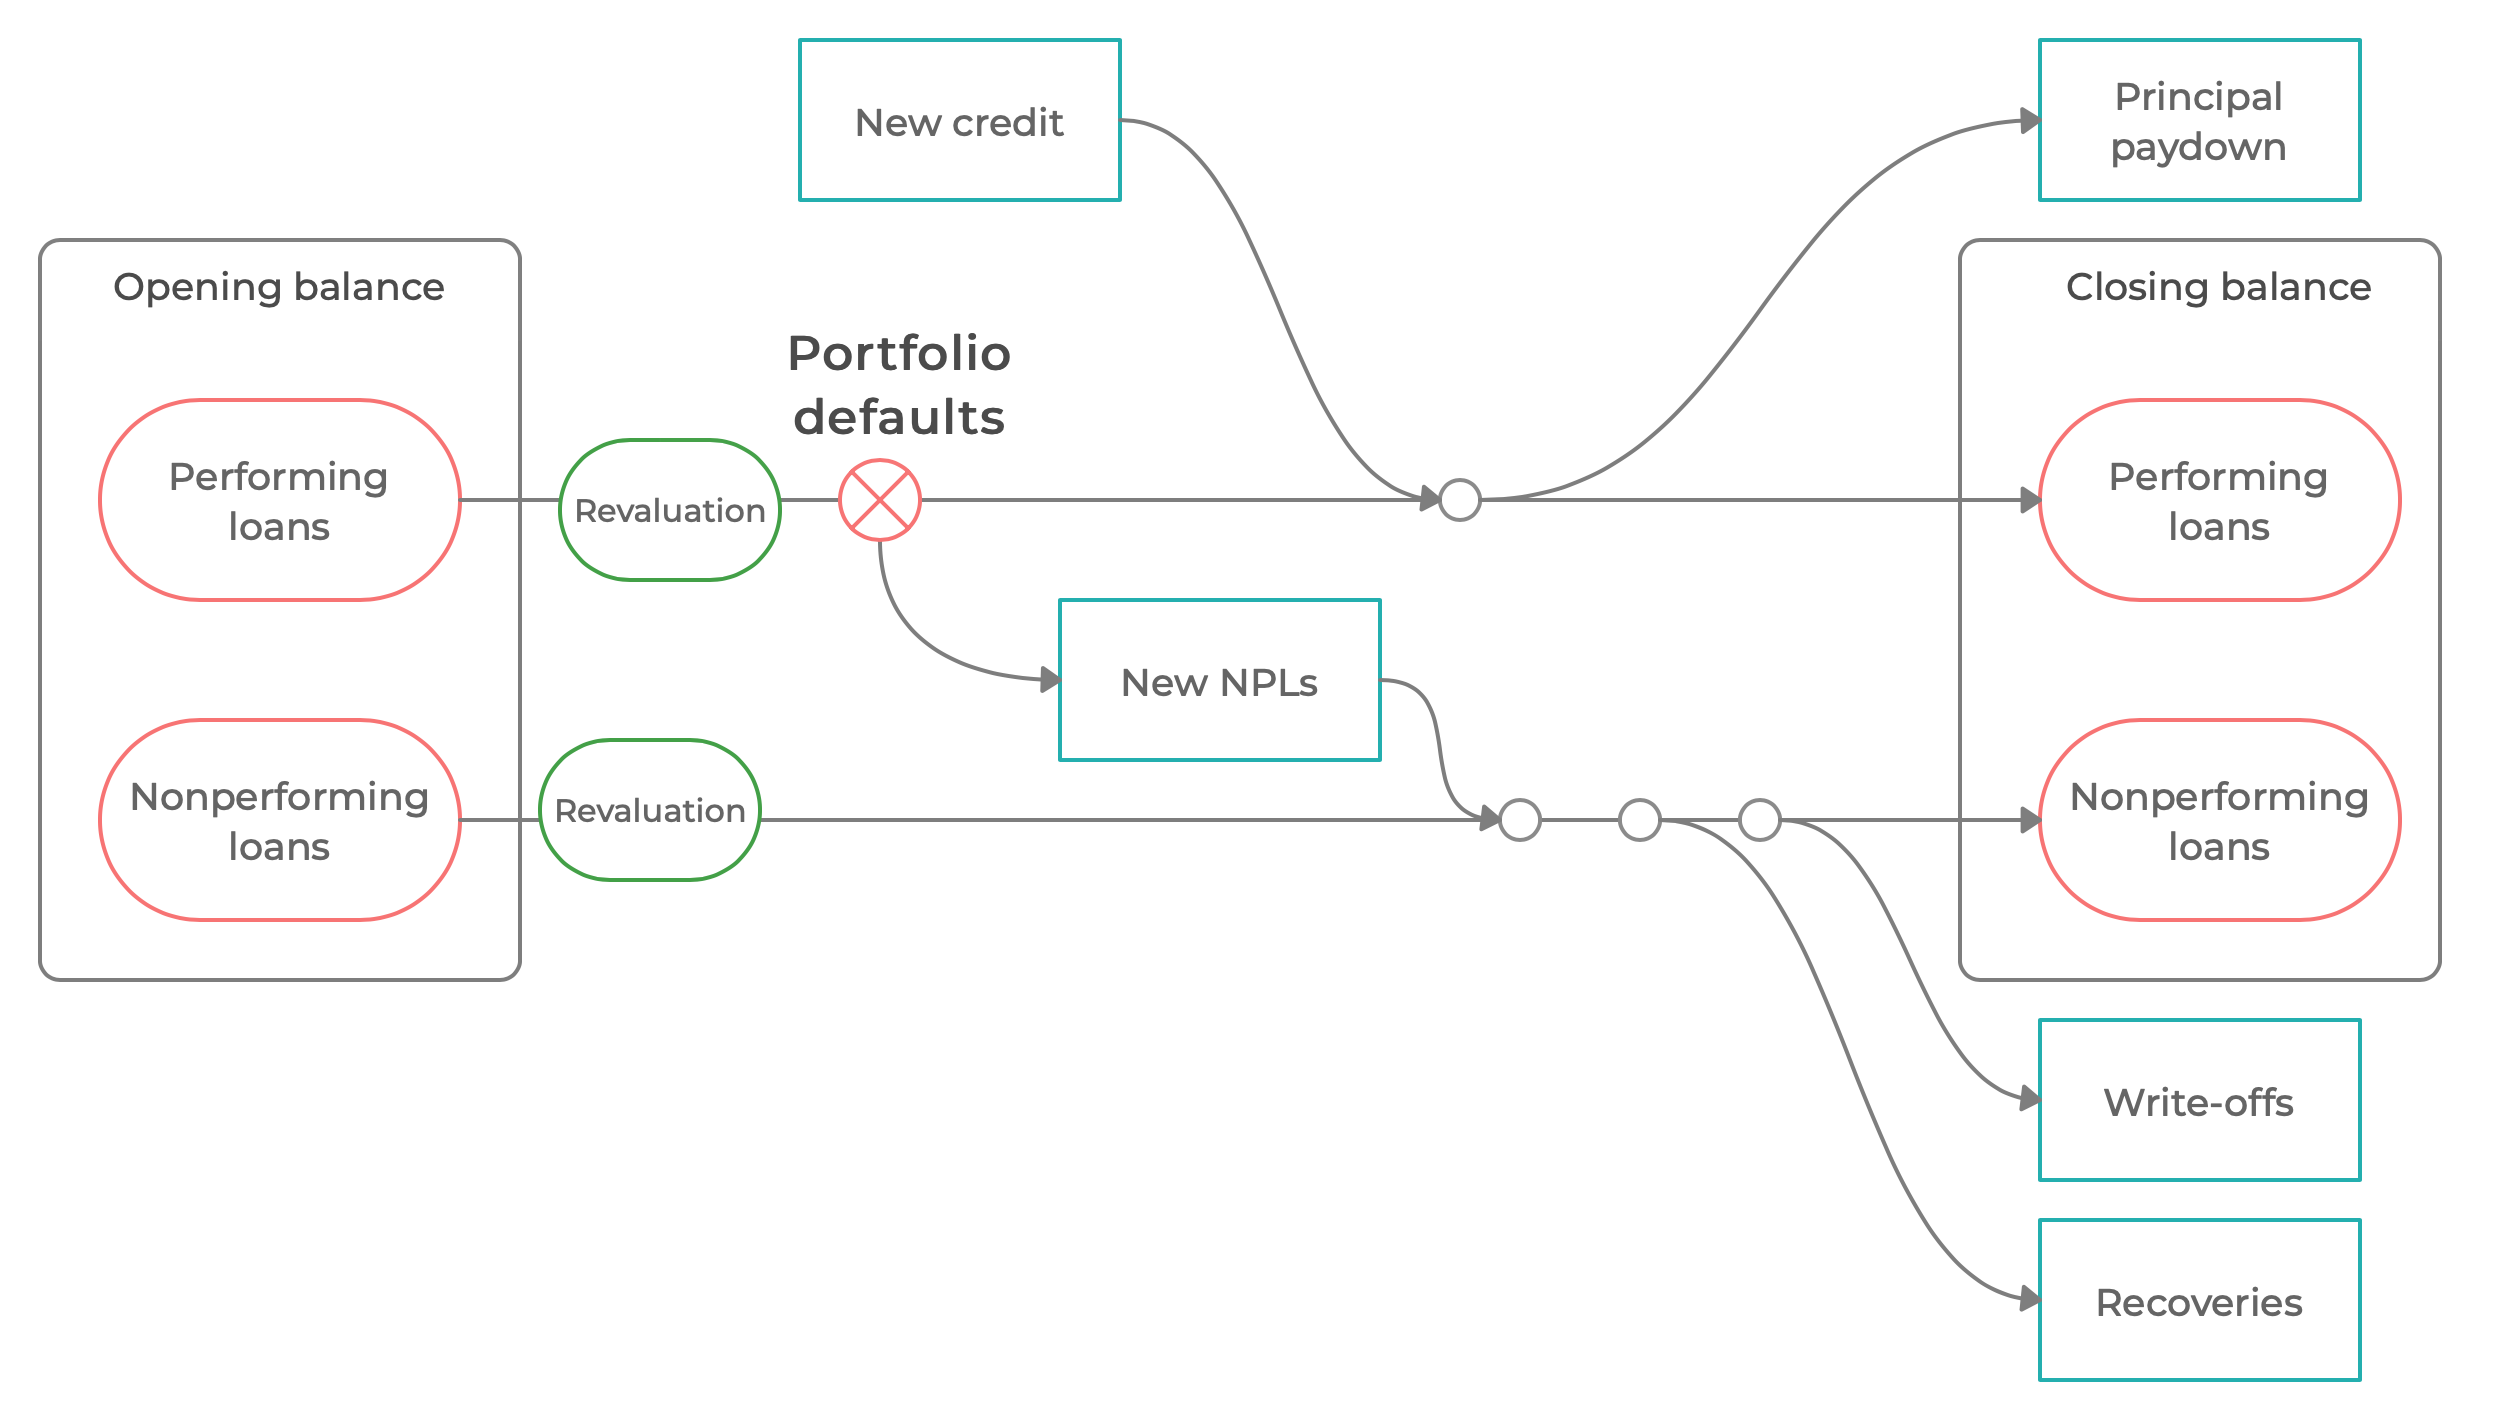 New credit
Principal
paydown
Opening balance
Closing balance
Portfolio
defaults
Performing
loans
Revaluation
Performing
loans
New NPLs
Nonperforming
loans
Revaluation
Nonperforming
loans
Write-offs
Recoveries